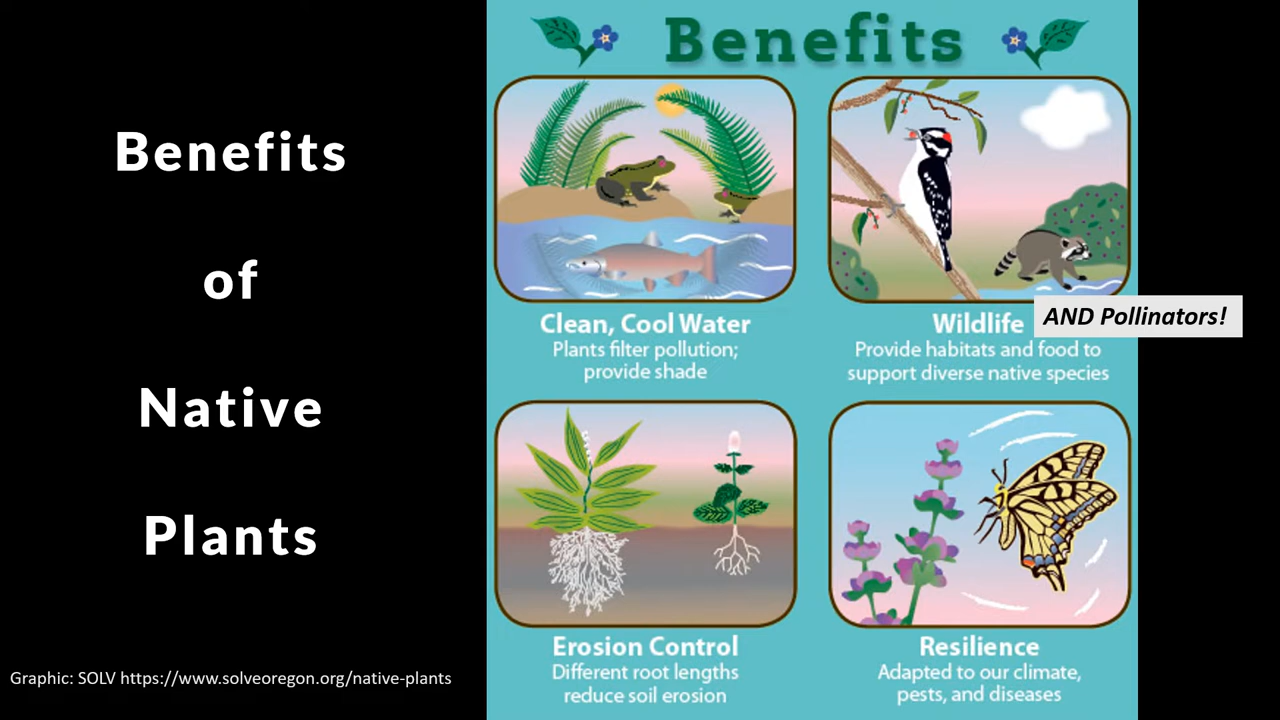 Benefits
of
Native
Plants
Graphic: SOLV https://www.solveoregon.org/native-plants
Benefits
Clean, Cool Water
Plants filter pollution;
provide shade
Wildlife
AND Pollinators!
Provide habitats and food to
support diverse native species
Erosion Control
Different root lengths
reduce soil erosion
Resilience
Adapted to our climate,
pests, and diseases